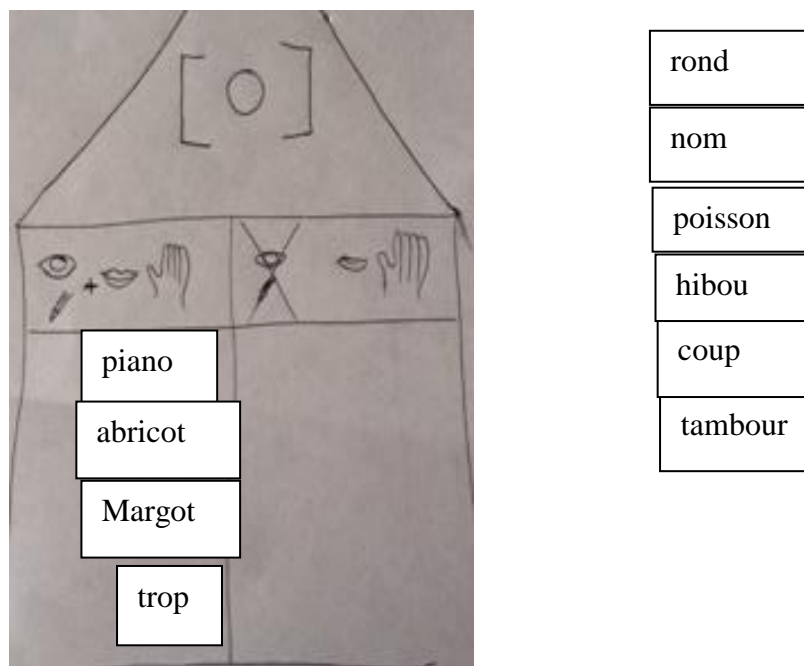 [ O ]
piano
abricot
Margot
trop
rond
nom
poisson
hibou
coup
tambour